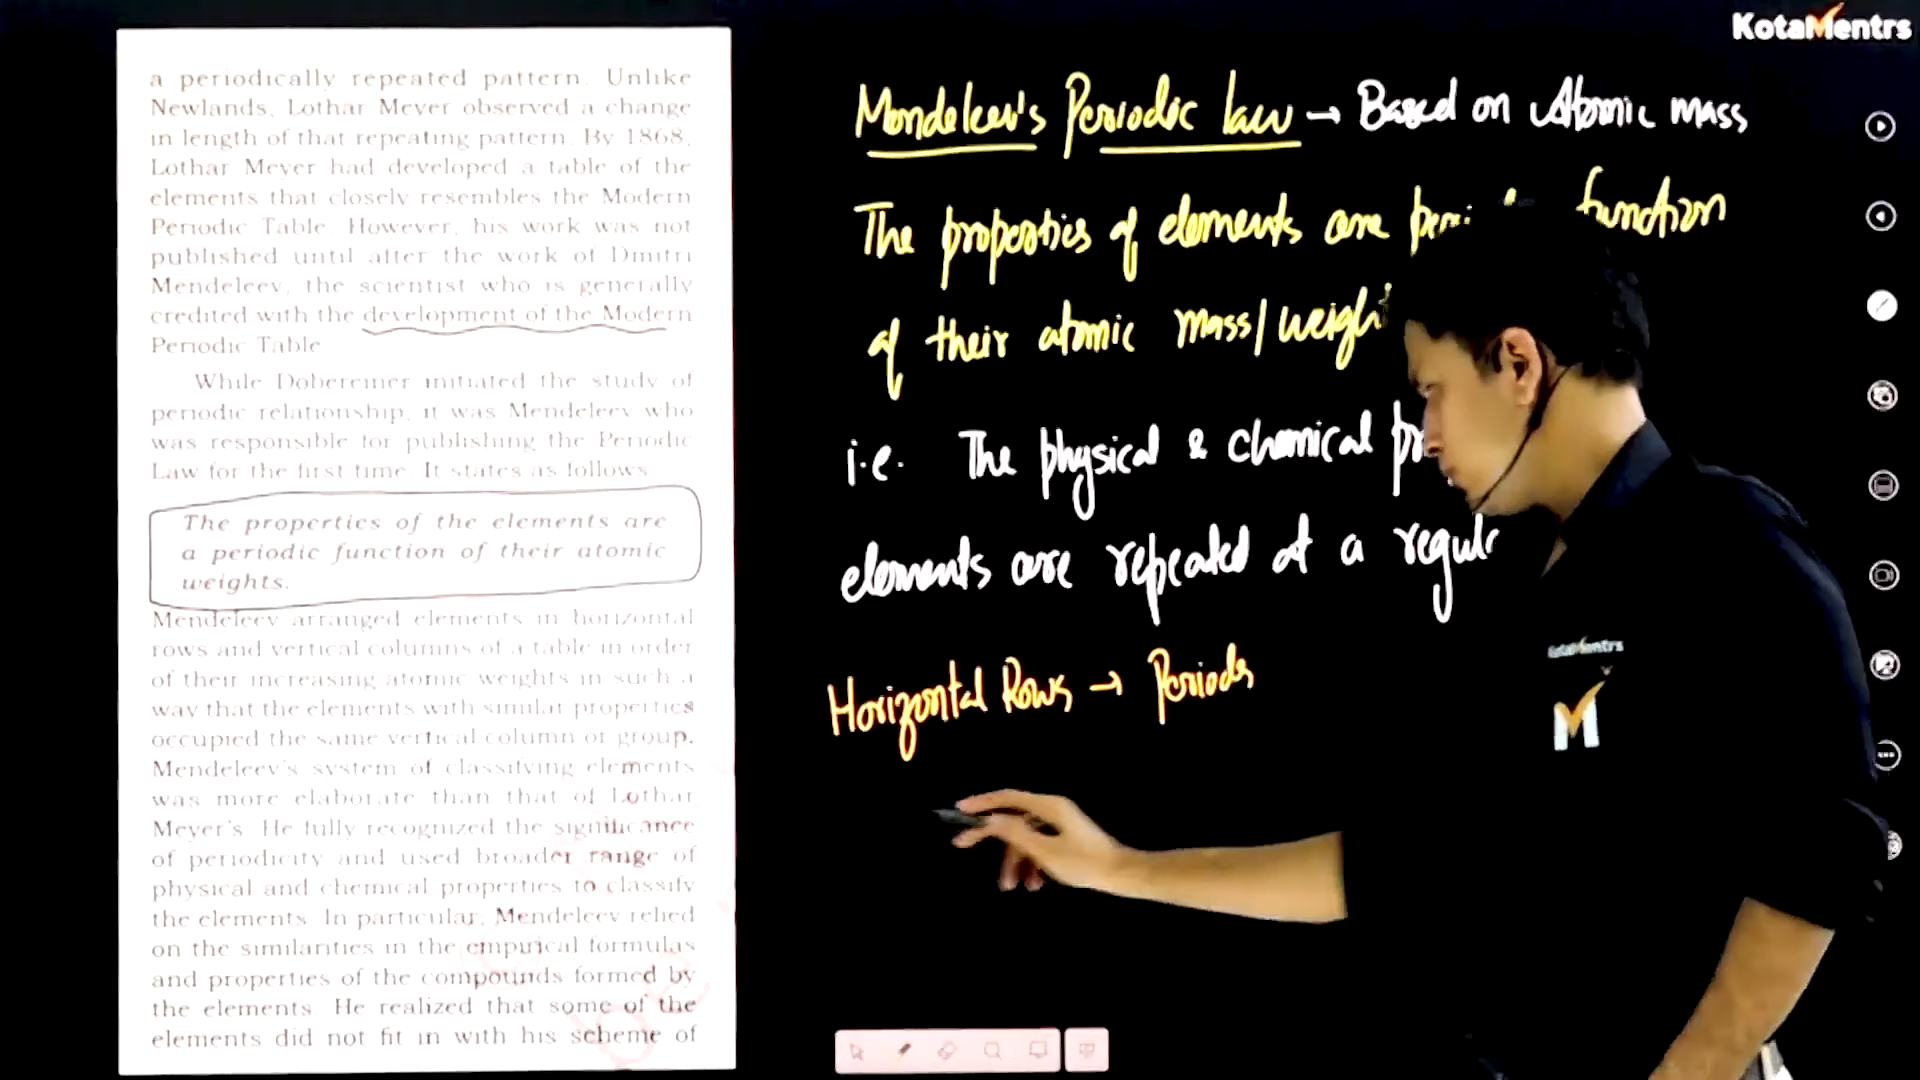 a periodically repeated pattern. Unlike
Newlands, Lothar Meyer observed a change
in length of that repeating pattern. By 1868,
Lothar Meyer had developed a table of the
elements that closely resembles the Modern
Periodic Table. However, his work was not
published until after the work of Dmitri
Mendeleev, the scientist who is generally
credited with the development of the Modern
Periodic Table.
While Dobereiner initiated the study of
periodic relationship, it was Mendeleev who
was responsible for publishing the Periodic
Law for the first time. It states as follows
The properties of the elements are
a periodic function of their atomic
weights.
Mendeleev arranged elements in horizontal
rows and vertical columns of a table in order
of their increasing atomic weights in such a
way that the elements with similar properties
occupied the same vertical column or group.
Mendeleev's system of classifying elements
was more elaborate than that of Lothar
Meyer's. He fully recognized the significance
of periodicity and used broader range of
physical and chemical properties to classify
the elements. In particular, Mendeleev relied
on the similarities in the empirical formulas
and properties of the compounds formed by
the elements. He realized that some of the
elements did not fit in with his scheme of
KotaMentrs
Mendeleev's Periodic law → Based on Atomic mass
The properties of elements are function
of their atomic mass/weight
i.e. The physical & chemical
elements are repeated at a
Horizontal Rows → Periods
KotaMentrs
M